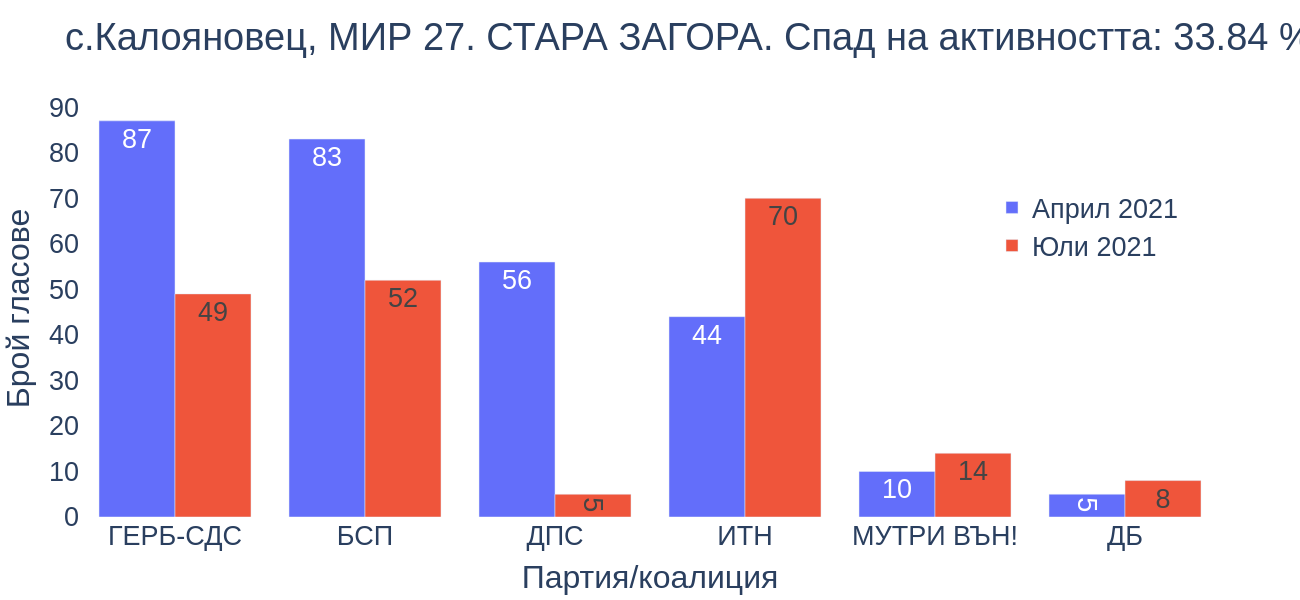 с.Калояновец, МИР 27. СТАРА ЗАГОРА. Спад на активността: 33.84 %
90
80
70
60
50
40
30
20
10
0
Брой гласове
87
49
83
52
56
5
44
70
10
14
5
8
Април 2021
Юли 2021
ГЕРБ-СДС
БСП
ДПС
ИТН
МУТРИ ВЪН!
ДБ
Партия/коалиция